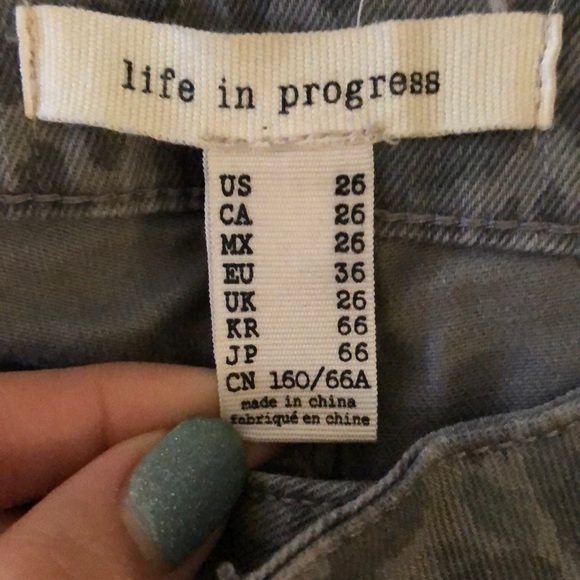 life in progress
US 26
CA 26
MX 26
EU 36
UK 26
KR 66
JP 66
CN 160/66A
made in china
fabriqué en chine